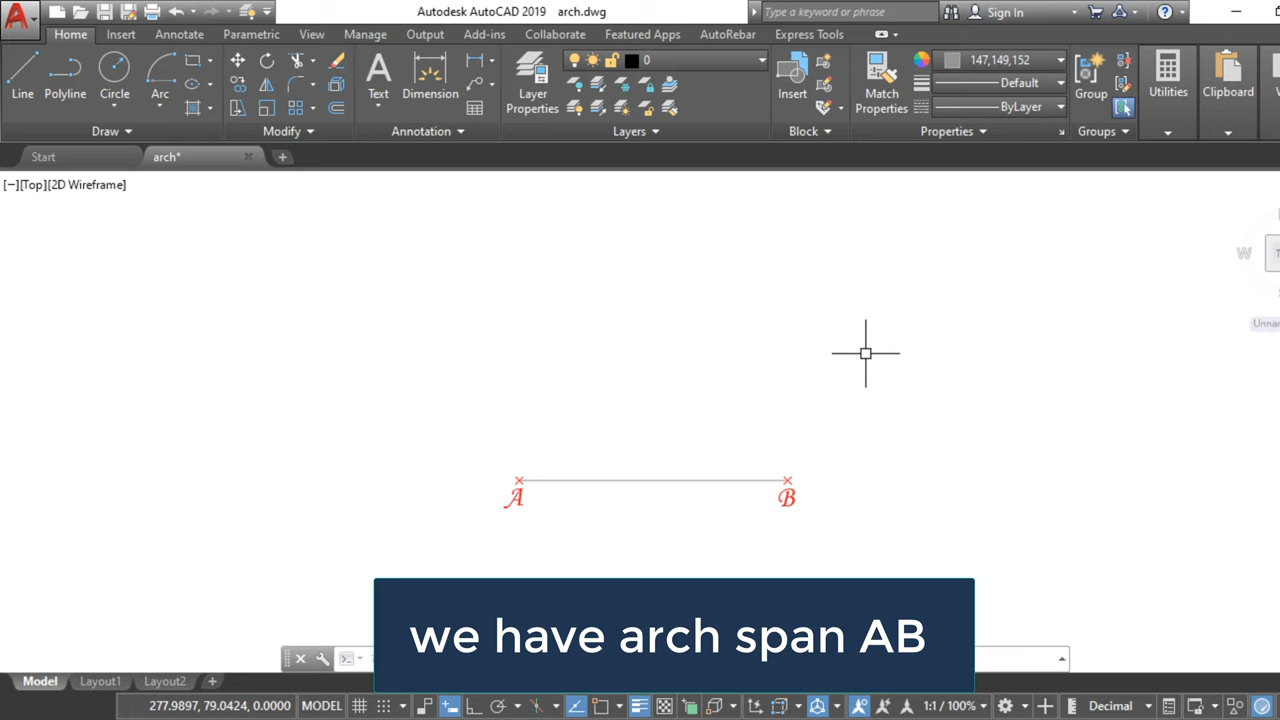 Autodesk AutoCAD 2019 arch.dwg
Type a keyword or phrase
Sign In
Home Insert Annotate Parametric View Manage Output Add-ins Collaborate Featured Apps AutoRebar Express Tools
Line Polyline Circle Arc
Text Dimension
Layer Properties
0
Insert
Match Properties
147,149,152
Default
ByLayer
Group
Utilities
Clipboard
Draw Modify Annotation Layers Block Properties Groups
Start arch*
[−][Top][2D Wireframe]
W
A B
we have arch span AB
Model Layout1 Layout2
277.9897, 79.0424, 0.0000 MODEL 1:1 / 100% Decimal